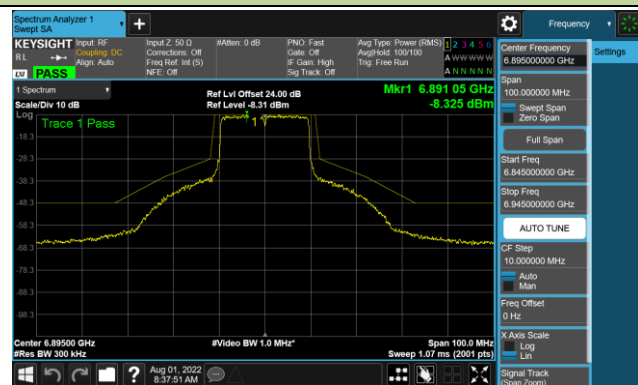 Spectrum Analyzer 1
Swept SA
Frequency
KEYSIGHT
RL
LXI
PASS
Input: RF
Coupling: DC
Align: Auto
Input Z: 50 Ω
Corrections: Off
Freq Ref: Int (S)
NFE: Off
#Atten: 0 dB
PNO: Fast
Gate: Off
IF Gain: High
Sig Track: Off
Avg Type: Power (RMS)
Avg|Hold: 100/100
Trig: Free Run
1 2 3 4 5 6
A W W W W W
A N N N N N
Center Frequency
6.895000000 GHz
Settings
1 Spectrum
Scale/Div 10 dB
Ref Lvl Offset 24.00 dB
Ref Level -8.31 dBm
Mkr1 6.891 05 GHz
-8.325 dBm
Span
100.000000 MHz
Swept Span
Zero Span
Log
Trace 1 Pass
1
-18.3
-28.3
-38.3
-48.3
-58.3
-68.3
-78.3
-88.3
-98.3
Full Span
Start Freq
6.845000000 GHz
Stop Freq
6.945000000 GHz
AUTO TUNE
CF Step
10.000000 MHz
Auto
Man
Freq Offset
0 Hz
X Axis Scale
Log
Lin
Signal Track
(Span Zoom)
Center 6.89500 GHz
#Res BW 300 kHz
#Video BW 1.0 MHz*
Span 100.0 MHz
Sweep 1.07 ms (2001 pts)
?
Aug 01, 2022
8:37:51 AM